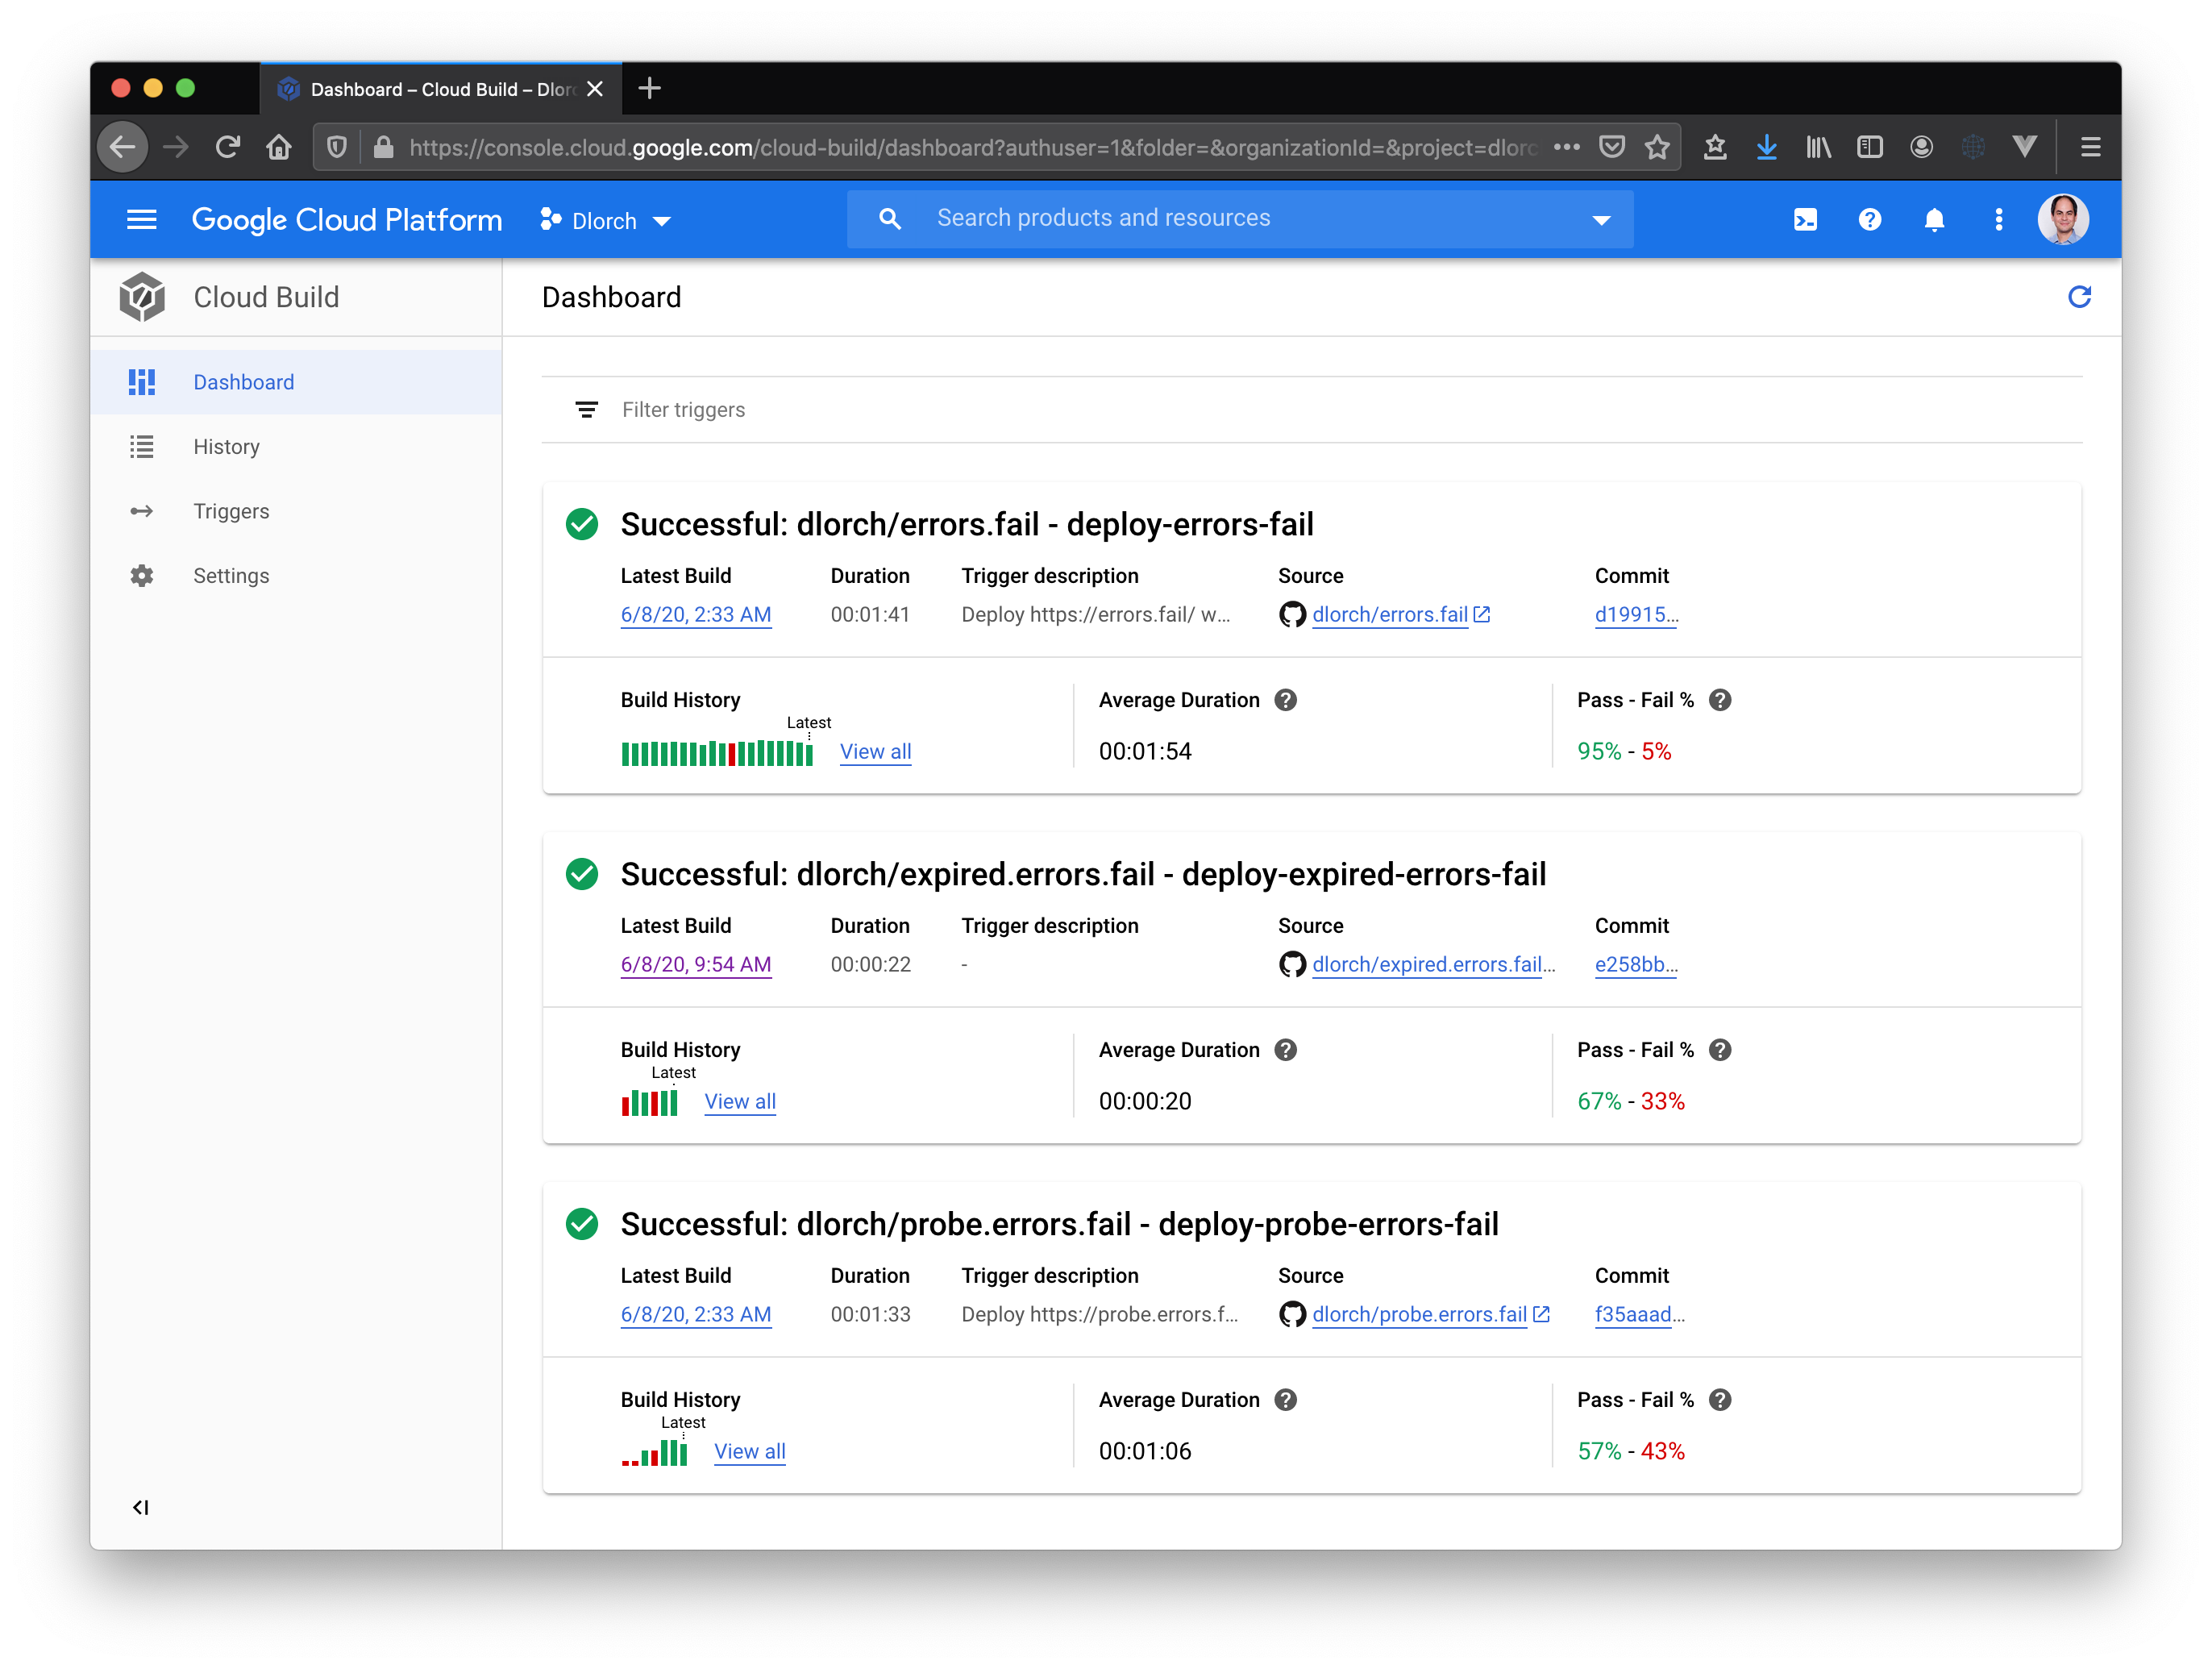 Dashboard – Cloud Build – Dlor
https://console.cloud.google.com/cloud-build/dashboard?authuser=1&folder=&organizationId=&project=dlorc
Google Cloud Platform
Dlorch
Search products and resources
Cloud Build
Dashboard
Dashboard
History
Triggers
Settings
Filter triggers
Successful: dlorch/errors.fail - deploy-errors-fail
Latest Build Duration Trigger description Source Commit
6/8/20, 2:33 AM 00:01:41 Deploy https://errors.fail/ w... dlorch/errors.fail d19915...
Build History Average Duration ? Pass - Fail % ?
Latest
View all 00:01:54 95% - 5%
Successful: dlorch/expired.errors.fail - deploy-expired-errors-fail
Latest Build Duration Trigger description Source Commit
6/8/20, 9:54 AM 00:00:22 - dlorch/expired.errors.fail... e258bb...
Build History Average Duration ? Pass - Fail % ?
Latest
View all 00:00:20 67% - 33%
Successful: dlorch/probe.errors.fail - deploy-probe-errors-fail
Latest Build Duration Trigger description Source Commit
6/8/20, 2:33 AM 00:01:33 Deploy https://probe.errors.f... dlorch/probe.errors.fail f35aaad...
Build History Average Duration ? Pass - Fail % ?
Latest
View all 00:01:06 57% - 43%